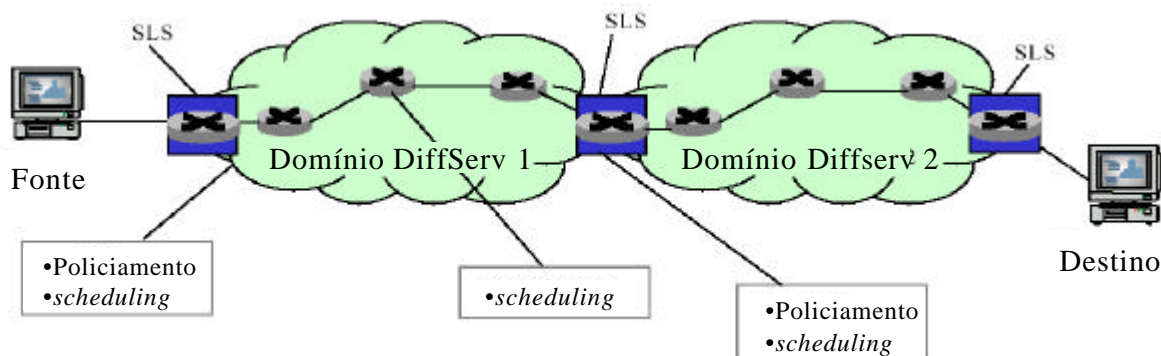 SLS
SLS
SLS
Domínio DiffServ 1
Domínio Diffserv 2
Fonte
Destino
•Policiamento
•scheduling
•scheduling
•Policiamento
•scheduling